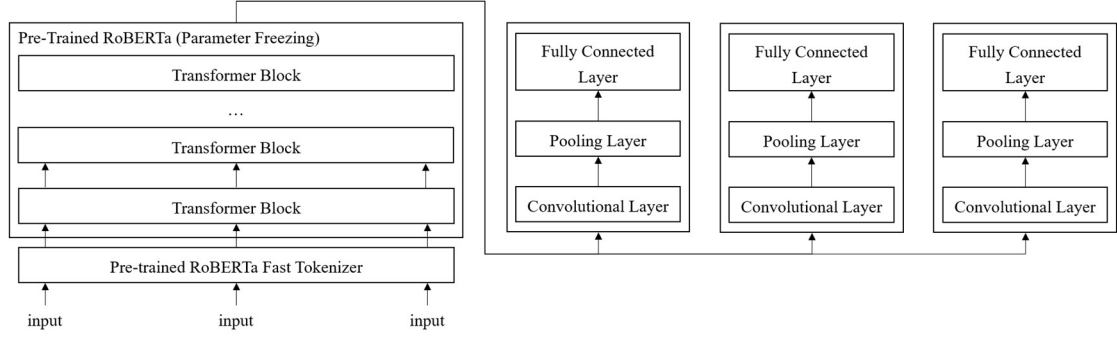 Pre-Trained RoBERTa (Parameter Freezing)
Transformer Block
...
Transformer Block
Transformer Block
Pre-trained RoBERTa Fast Tokenizer
input
input
input
Fully Connected
Layer
Pooling Layer
Convolutional Layer
Fully Connected
Layer
Pooling Layer
Convolutional Layer
Fully Connected
Layer
Pooling Layer
Convolutional Layer